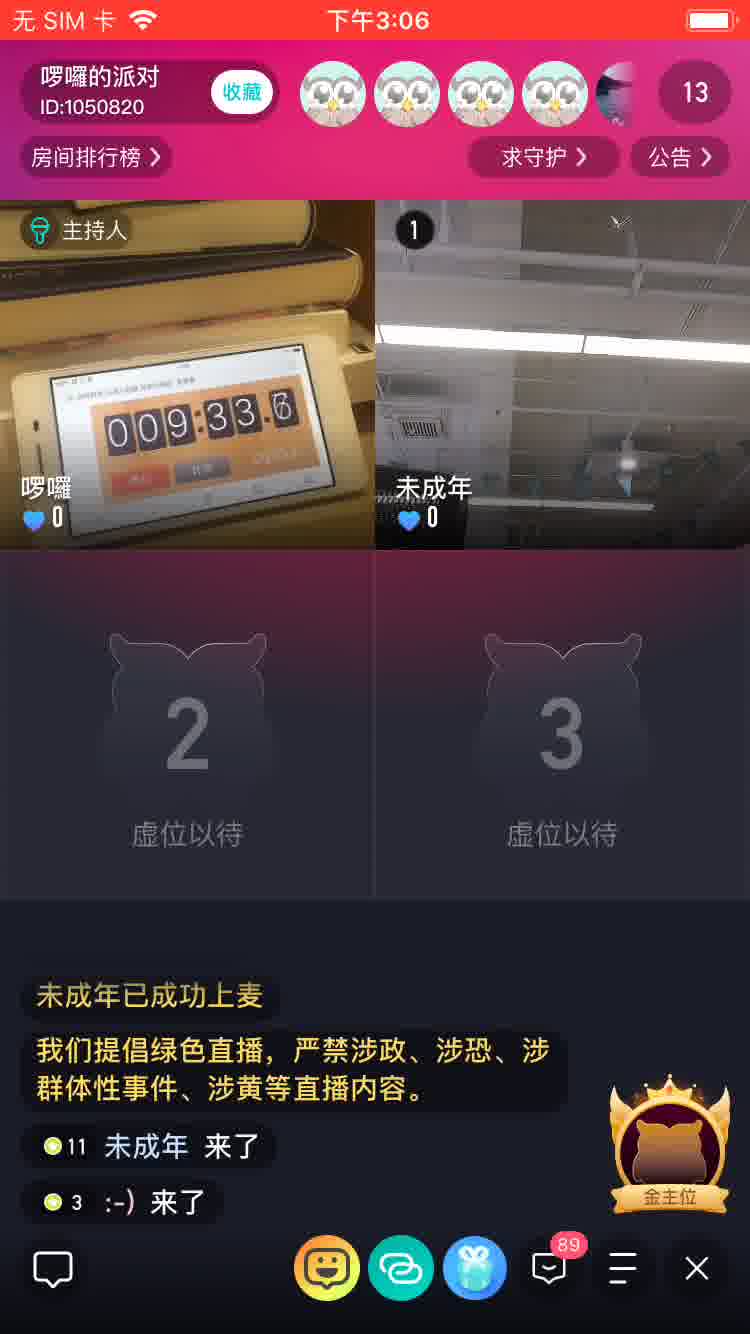 无 SIM 卡
下午3:06
啰囉的派对
ID:1050820
收藏
13
房间排行榜
求守护
公告
主持人
1
009:33.6
啰囉
0
未成年
0
2
3
虚位以待
虚位以待
未成年已成功上麦
我们提倡绿色直播，严禁涉政、涉恐、涉
群体性事件、涉黄等直播内容。
11 未成年 来了
3 :-) 来了
金主位
89